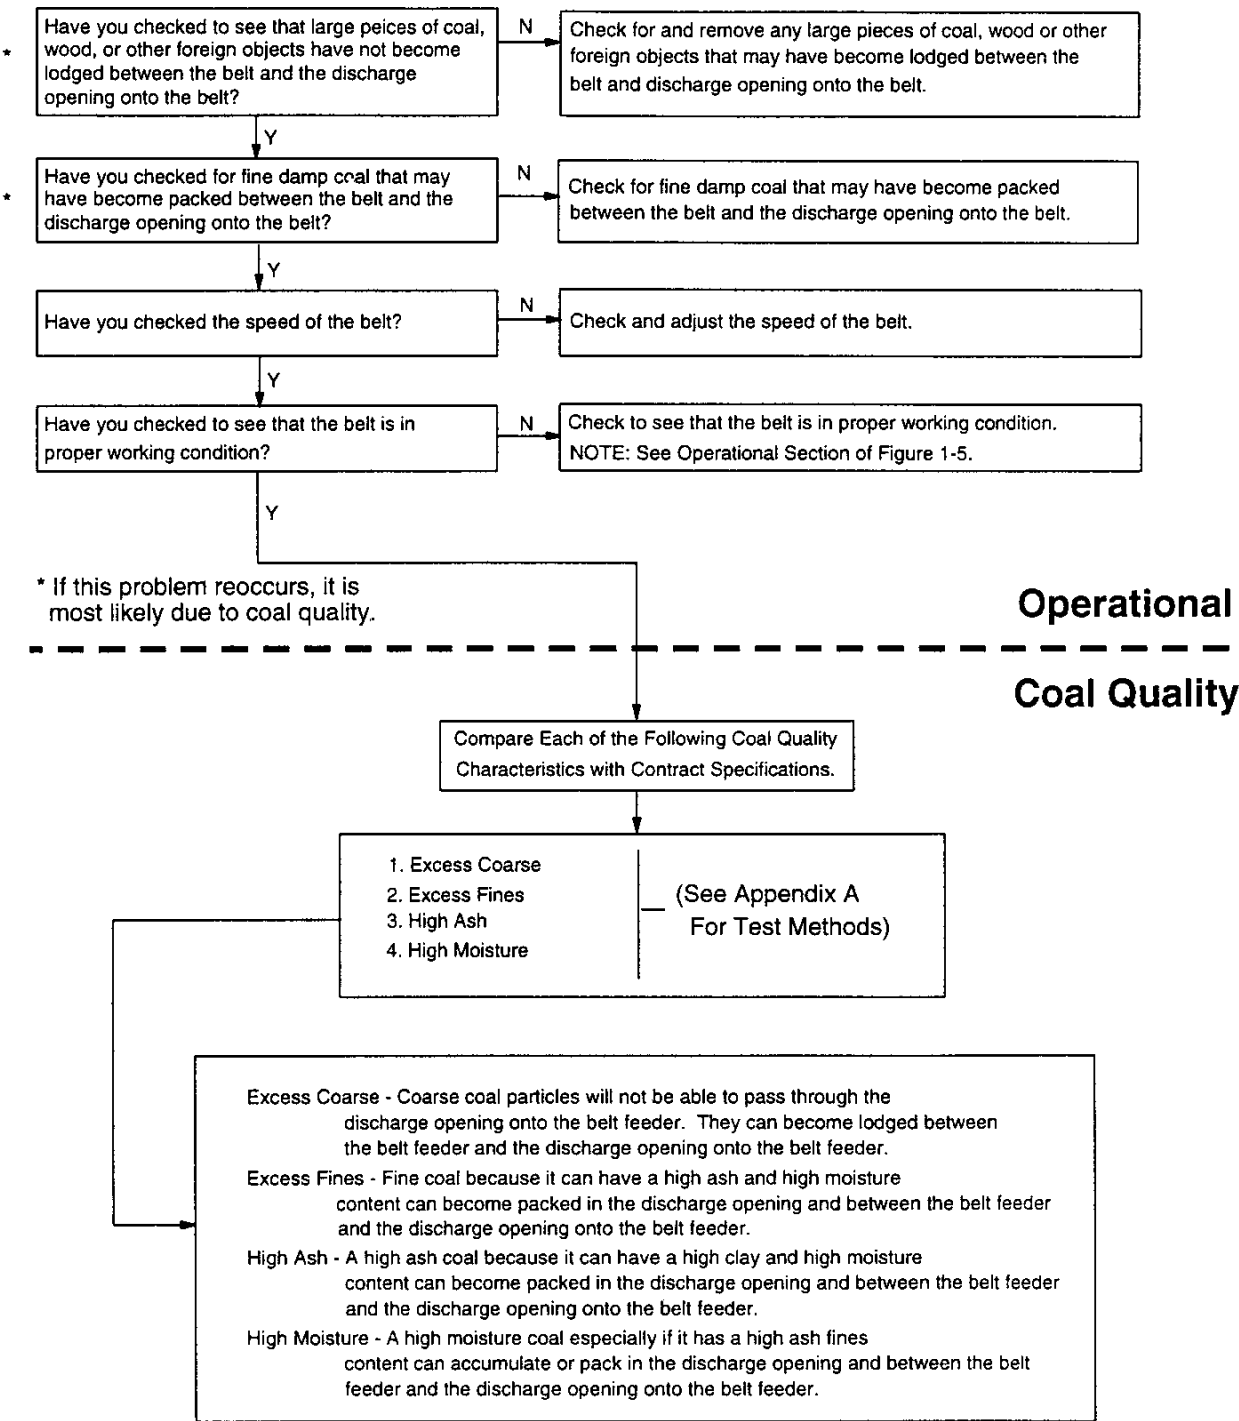 Have you checked to see that large peices of coal,
wood, or other foreign objects have not become
lodged between the belt and the discharge
opening onto the belt?
*
N
Check for and remove any large pieces of coal, wood or other
foreign objects that may have become lodged between the
belt and discharge opening onto the belt.
Y
Have you checked for fine damp coal that may
have become packed between the belt and the
discharge opening onto the belt?
*
N
Check for fine damp coal that may have become packed
between the belt and the discharge opening onto the belt.
Y
Have you checked the speed of the belt?
N
Check and adjust the speed of the belt.
Y
Have you checked to see that the belt is in
proper working condition?
N
Check to see that the belt is in proper working condition.
NOTE: See Operational Section of Figure 1-5.
Y
* If this problem reoccurs, it is
most likely due to coal quality.
Operational
Coal Quality
Compare Each of the Following Coal Quality
Characteristics with Contract Specifications.
1. Excess Coarse
2. Excess Fines
3. High Ash
4. High Moisture
(See Appendix A
For Test Methods)
Excess Coarse - Coarse coal particles will not be able to pass through the
discharge opening onto the belt feeder. They can become lodged between
the belt feeder and the discharge opening onto the belt feeder.
Excess Fines - Fine coal because it can have a high ash and high moisture
content can become packed in the discharge opening and between the belt feeder
and the discharge opening onto the belt feeder.
High Ash - A high ash coal because it can have a high clay and high moisture
content can become packed in the discharge opening and between the belt feeder
and the discharge opening onto the belt feeder.
High Moisture - A high moisture coal especially if it has a high ash fines
content can accumulate or pack in the discharge opening and between the belt
feeder and the discharge opening onto the belt feeder.